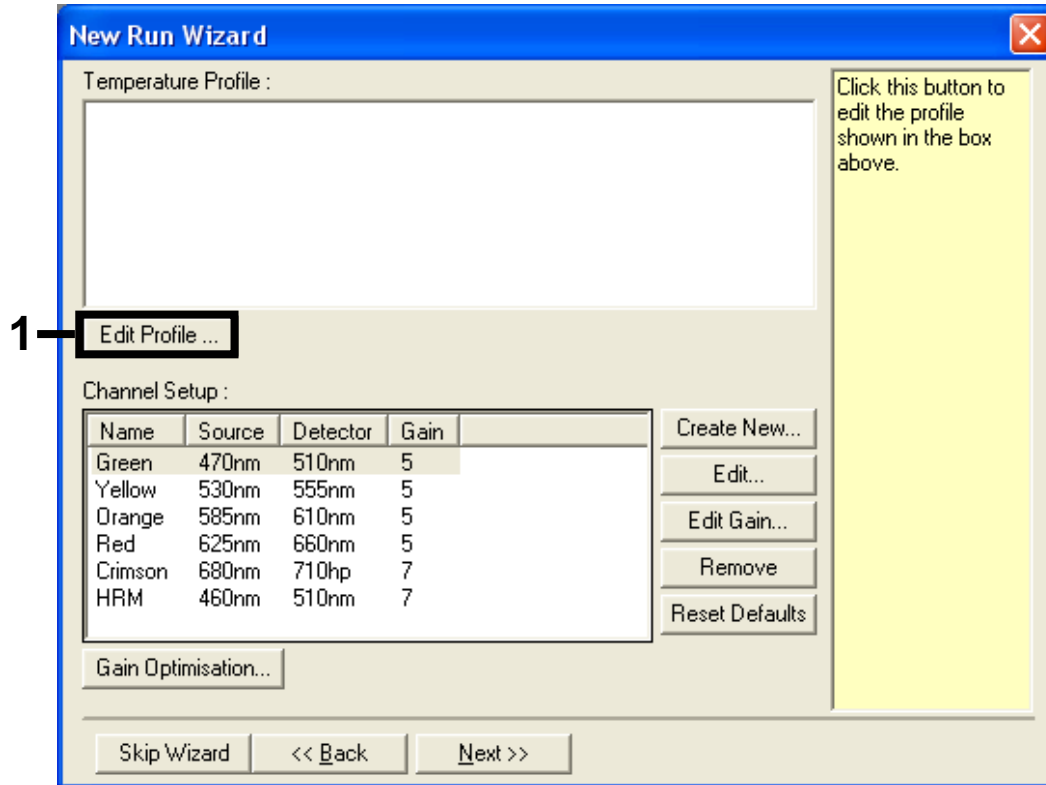 New Run Wizard
Temperature Profile :
Click this button to
edit the profile
shown in the box
above.
1
Edit Profile ...
Channel Setup :
Name Source Detector Gain
Green 470nm 510nm 5
Yellow 530nm 555nm 5
Orange 585nm 610nm 5
Red 625nm 660nm 5
Crimson 680nm 710hp 7
HRM 460nm 510nm 7
Create New...
Edit...
Edit Gain...
Remove
Reset Defaults
Gain Optimisation...
Skip Wizard << Back Next >>